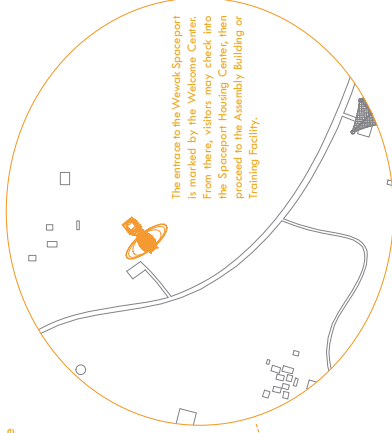 The entrace to the Wewak Spaceport
is marked by the Welcome Center.
From there, visitors may check into
the Spaceport Housing Center, then
proceed to the Assembly Building or
Training Facility.